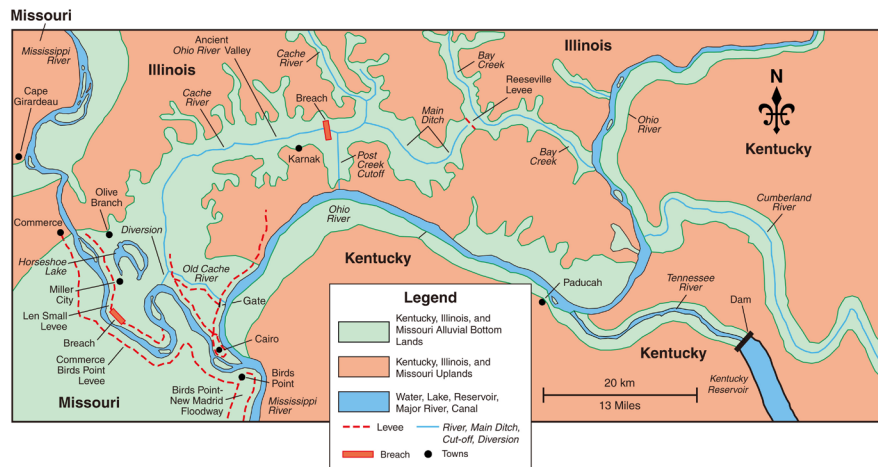 Missouri
Mississippi
River
Cape
Girardeau
Illinois
Ancient
Ohio River
Valley
Cache
River
Cache
River
Breach
Karnak
Post
Creek
Cutoff
Main
Ditch
Bay
Creek
Reeseville
Levee
Illinois
Bay
Creek
Ohio
River
N
Kentucky
Cumberland
River
Olive
Branch
Commerce
Diversion
Horseshoe
Lake
Miller
City
Len Small
Levee
Breach
Commerce
Birds Point
Levee
Missouri
Old Cache
River
Gate
Cairo
Birds
Point
Birds Point-
New Madrid
Floodway
Mississippi
River
Ohio
River
Kentucky
Paducah
Tennessee
River
Dam
Kentucky
Kentucky
Reservoir
20 km
13 Miles
Legend
Kentucky, Illinois, and
Missouri Alluvial Bottom
Lands
Kentucky, Illinois, and
Missouri Uplands
Water, Lake, Reservoir,
Major River, Canal
Levee
River, Main Ditch,
Cut-off, Diversion
Breach
Towns